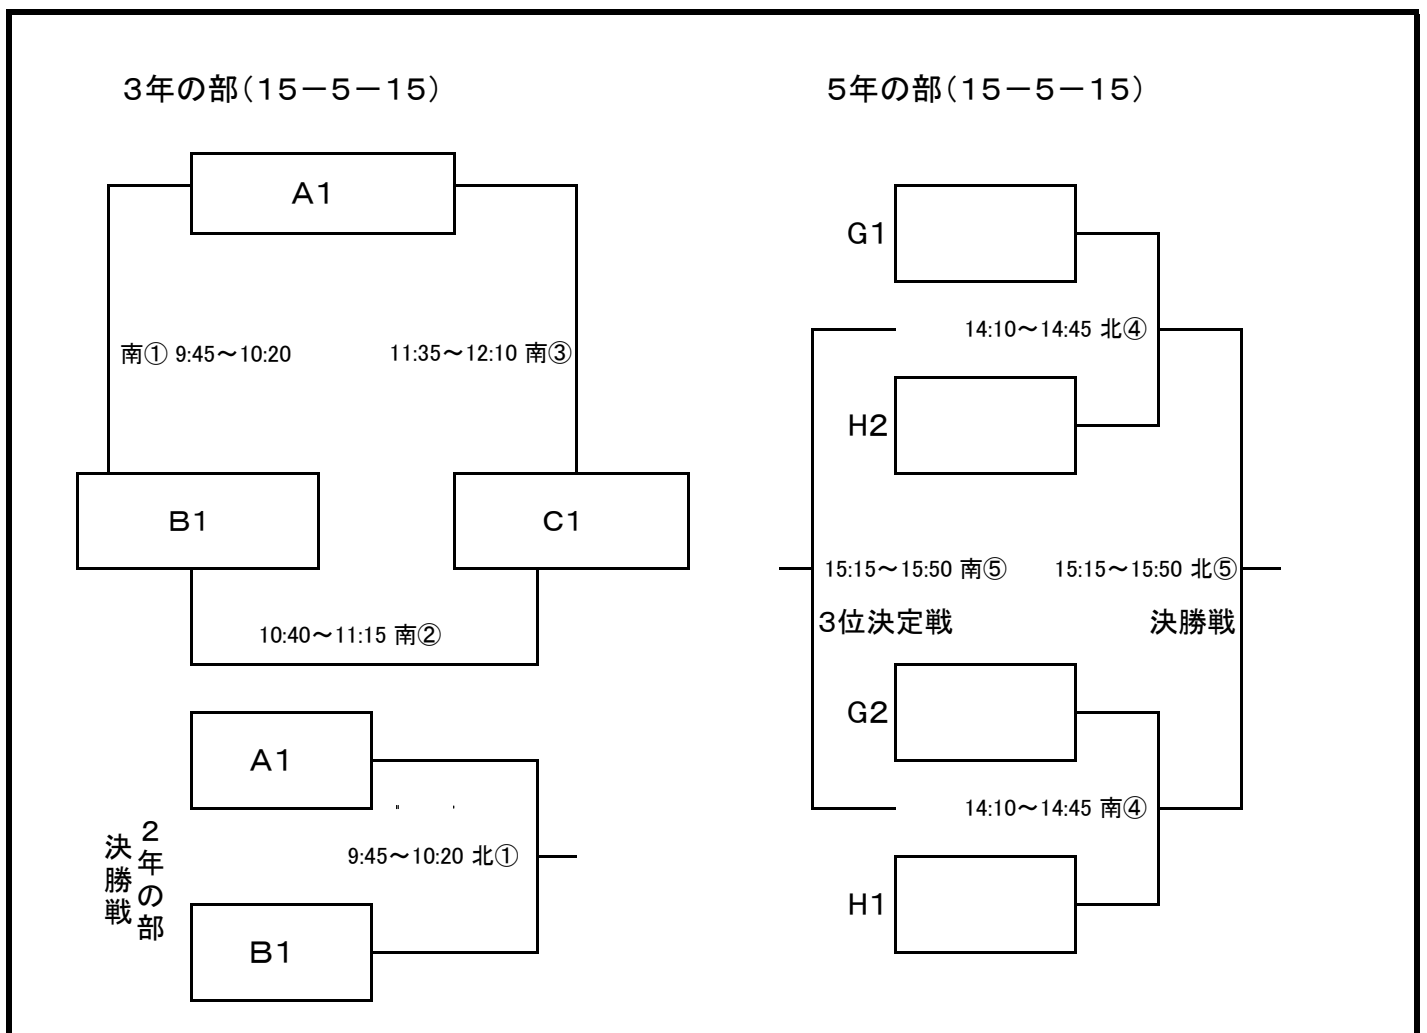 3年の部(15－5－15)
A1
南① 9:45～10:20
11:35～12:10 南③
B1
C1
10:40～11:15 南②
A1
9:45～10:20 北①
B1
2年の部
決勝戦
5年の部(15－5－15)
G1
14:10～14:45 北④
H2
15:15～15:50 南⑤
15:15～15:50 北⑤
3位決定戦
決勝戦
G2
14:10～14:45 南④
H1